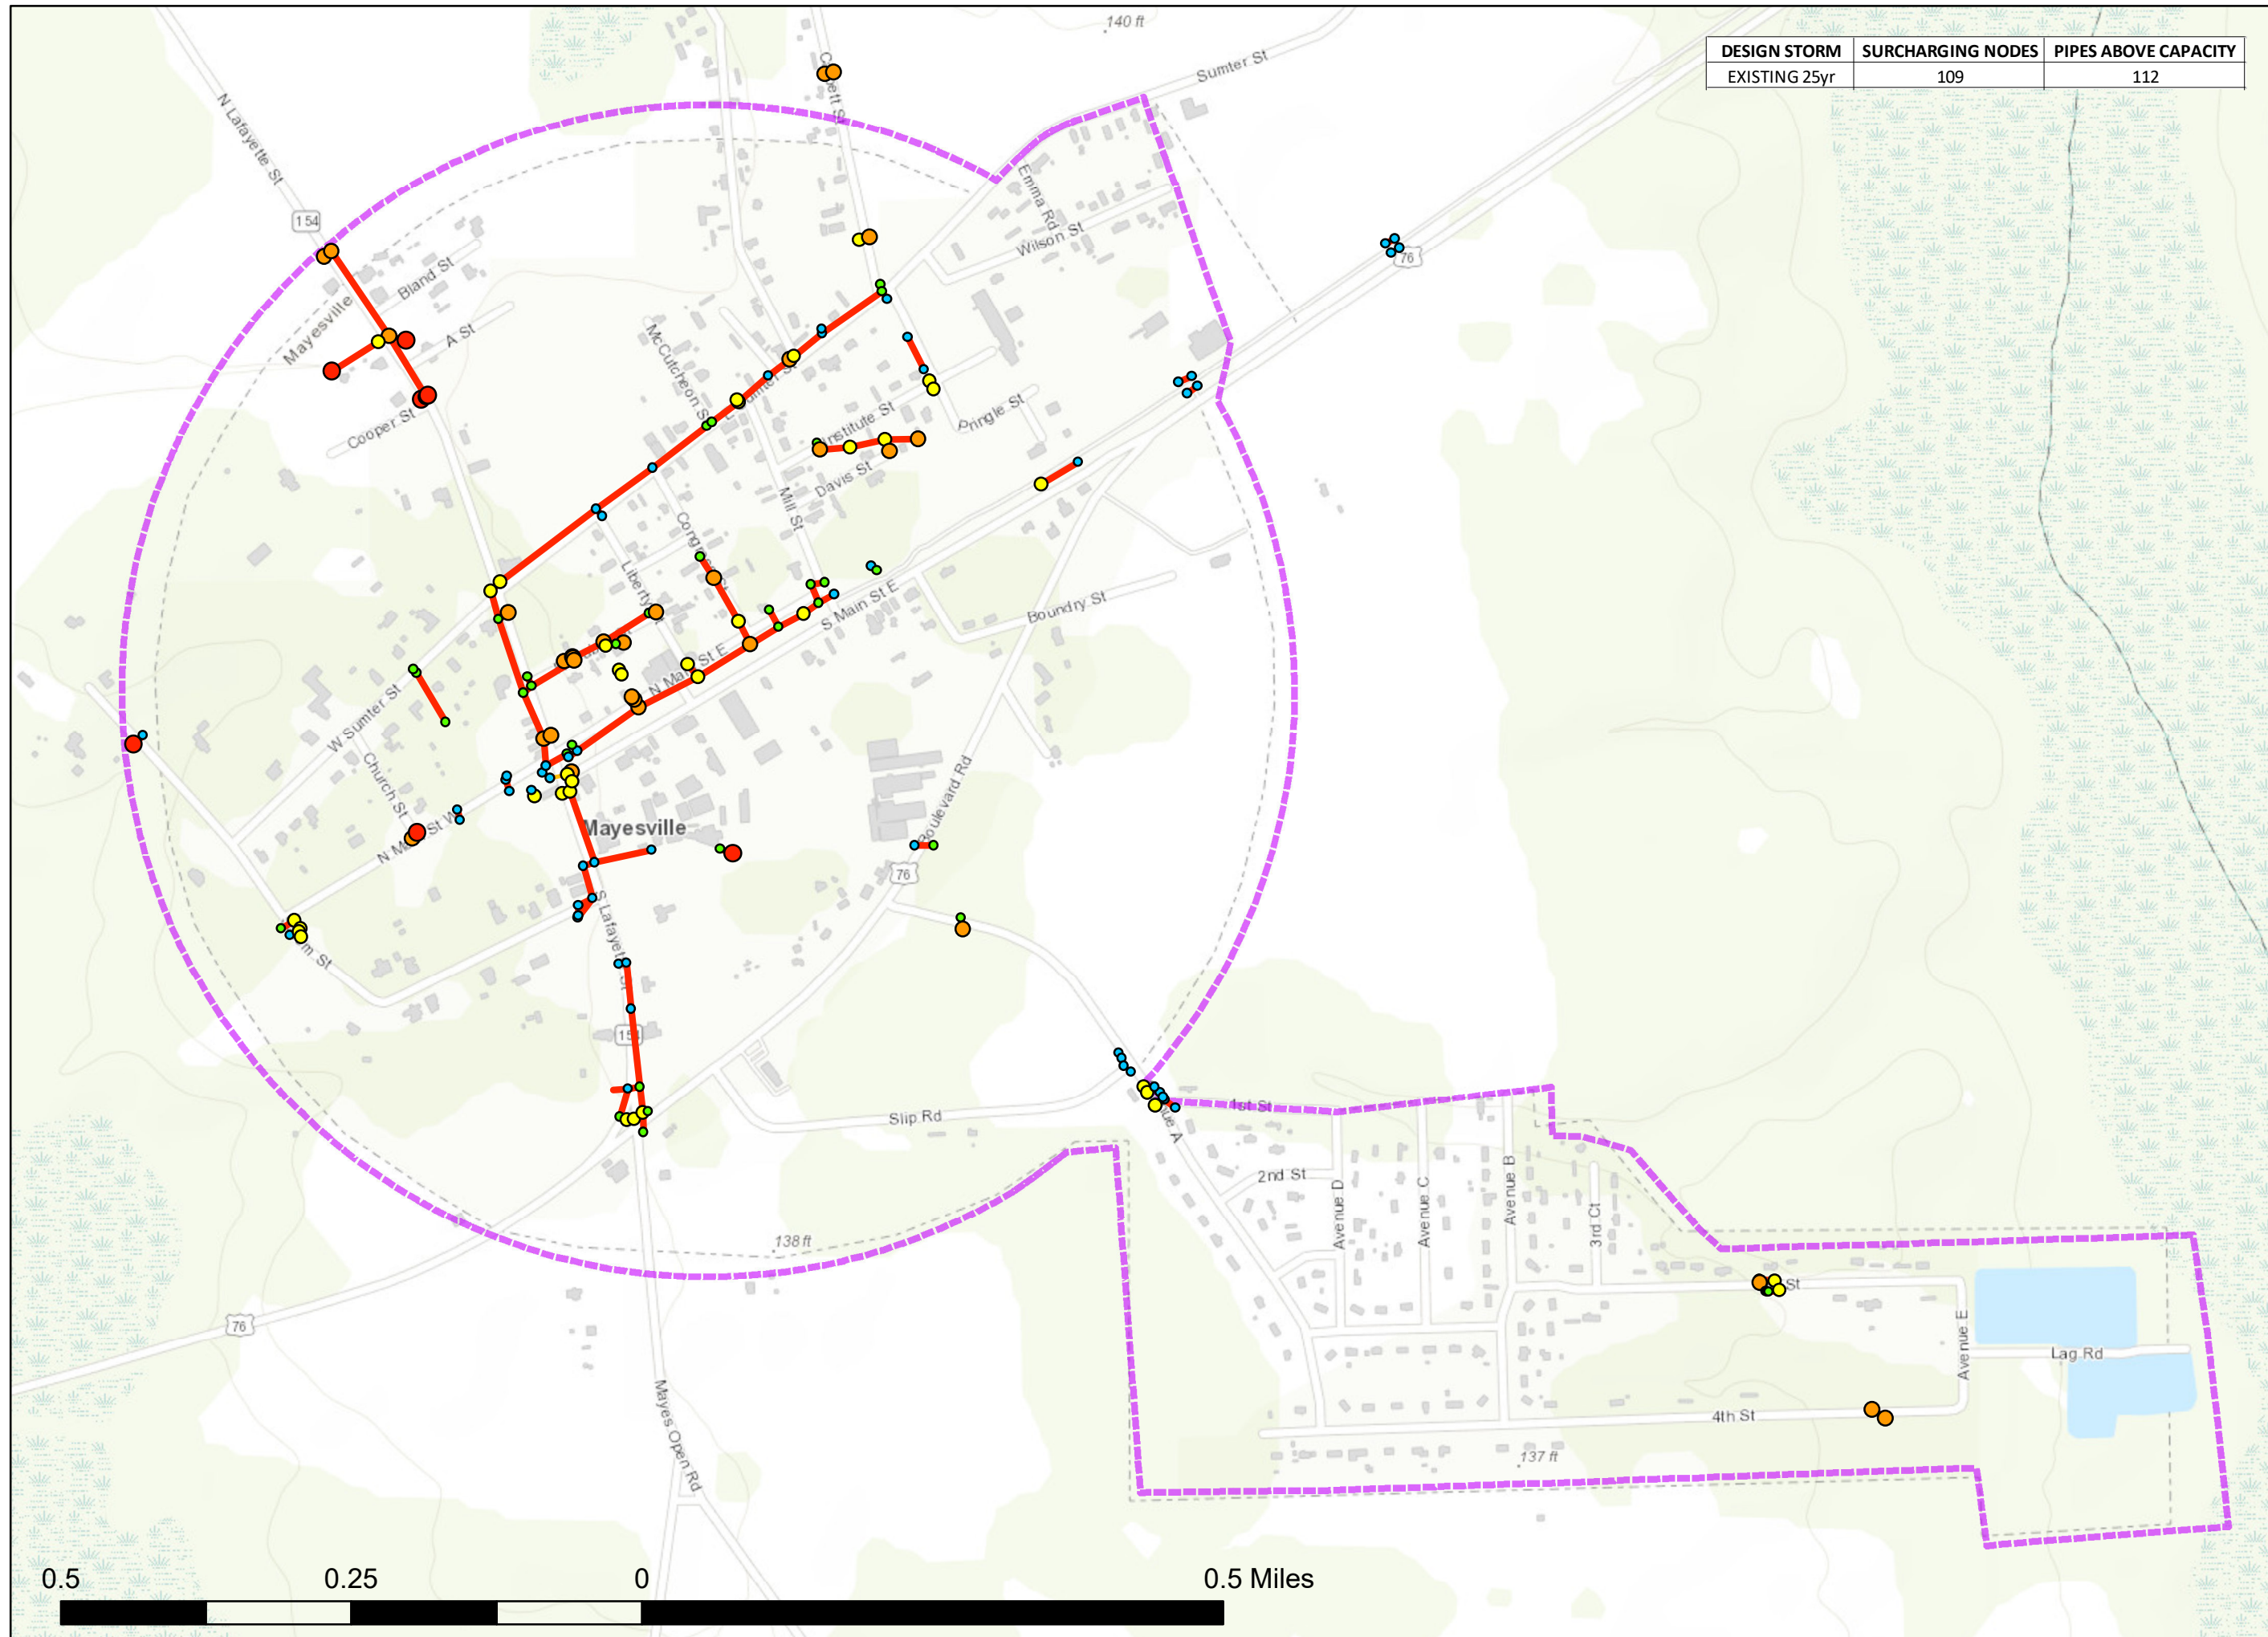 140 ft
DESIGN STORM SURCHARGING NODES PIPES ABOVE CAPACITY
EXISTING 25yr 109 112
Sumter St
N Lafayette St
154
Emma Rd
Wilson St
76
Bland St
Mayesville
A St
McCutcheon St
Cooper St
Institute St
Pringle St
Davis St
Mill St
S Main St E
Boundry St
N Main St E
W Sumter St
Church St
Mayesville
Boulevard Rd
76
S Lafayette St
Slip Rd
1st St
2nd St
Avenue D
Avenue C
Avenue B
3rd Ct
138 ft
St
76
Avenue E
Lag Rd
4th St
137 ft
Mayes Open Rd
0.5 0.25 0 0.5 Miles